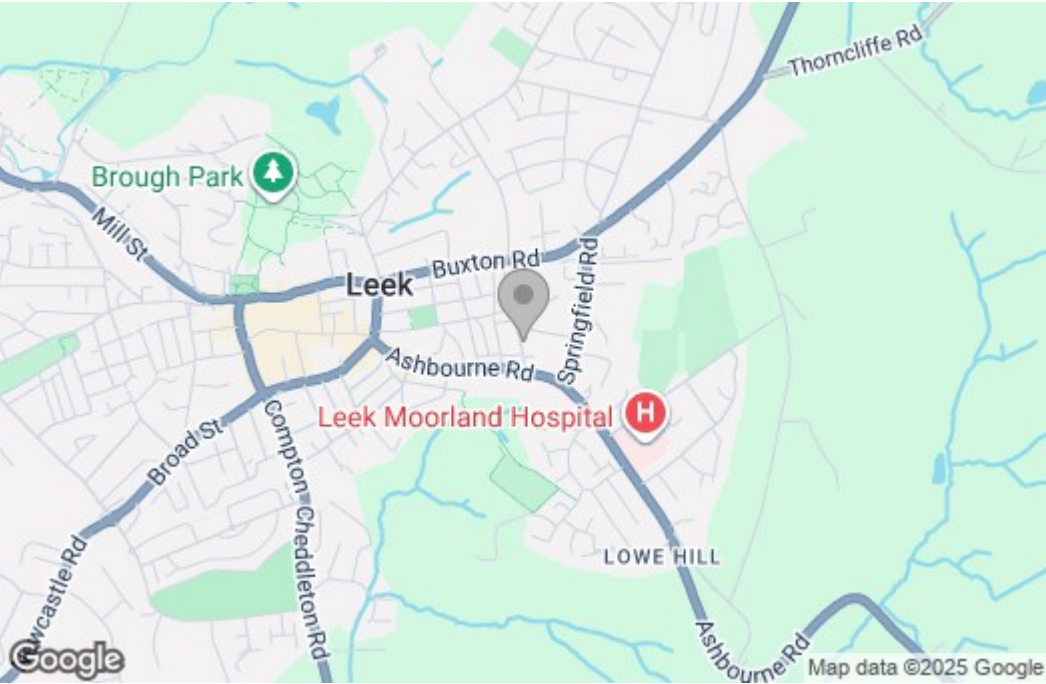 Thorncliffe Rd
Brough Park
Mill St
Buxton Rd
Leek
Springfield Rd
Ashbourne Rd
Leek Moorland Hospital
H
Broad St
Compton
Cheddleton Rd
LOWE HILL
Ashbourne Rd
Google
Map data ©2025 Google